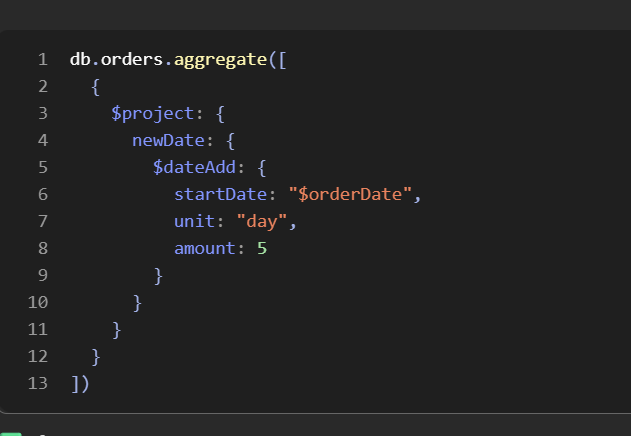 1 db.orders.aggregate([
2   {
3     $project: {
4       newDate: {
5         $dateAdd: {
6           startDate: "$orderDate",
7           unit: "day",
8           amount: 5
9         }
10       }
11     }
12   }
13 ])